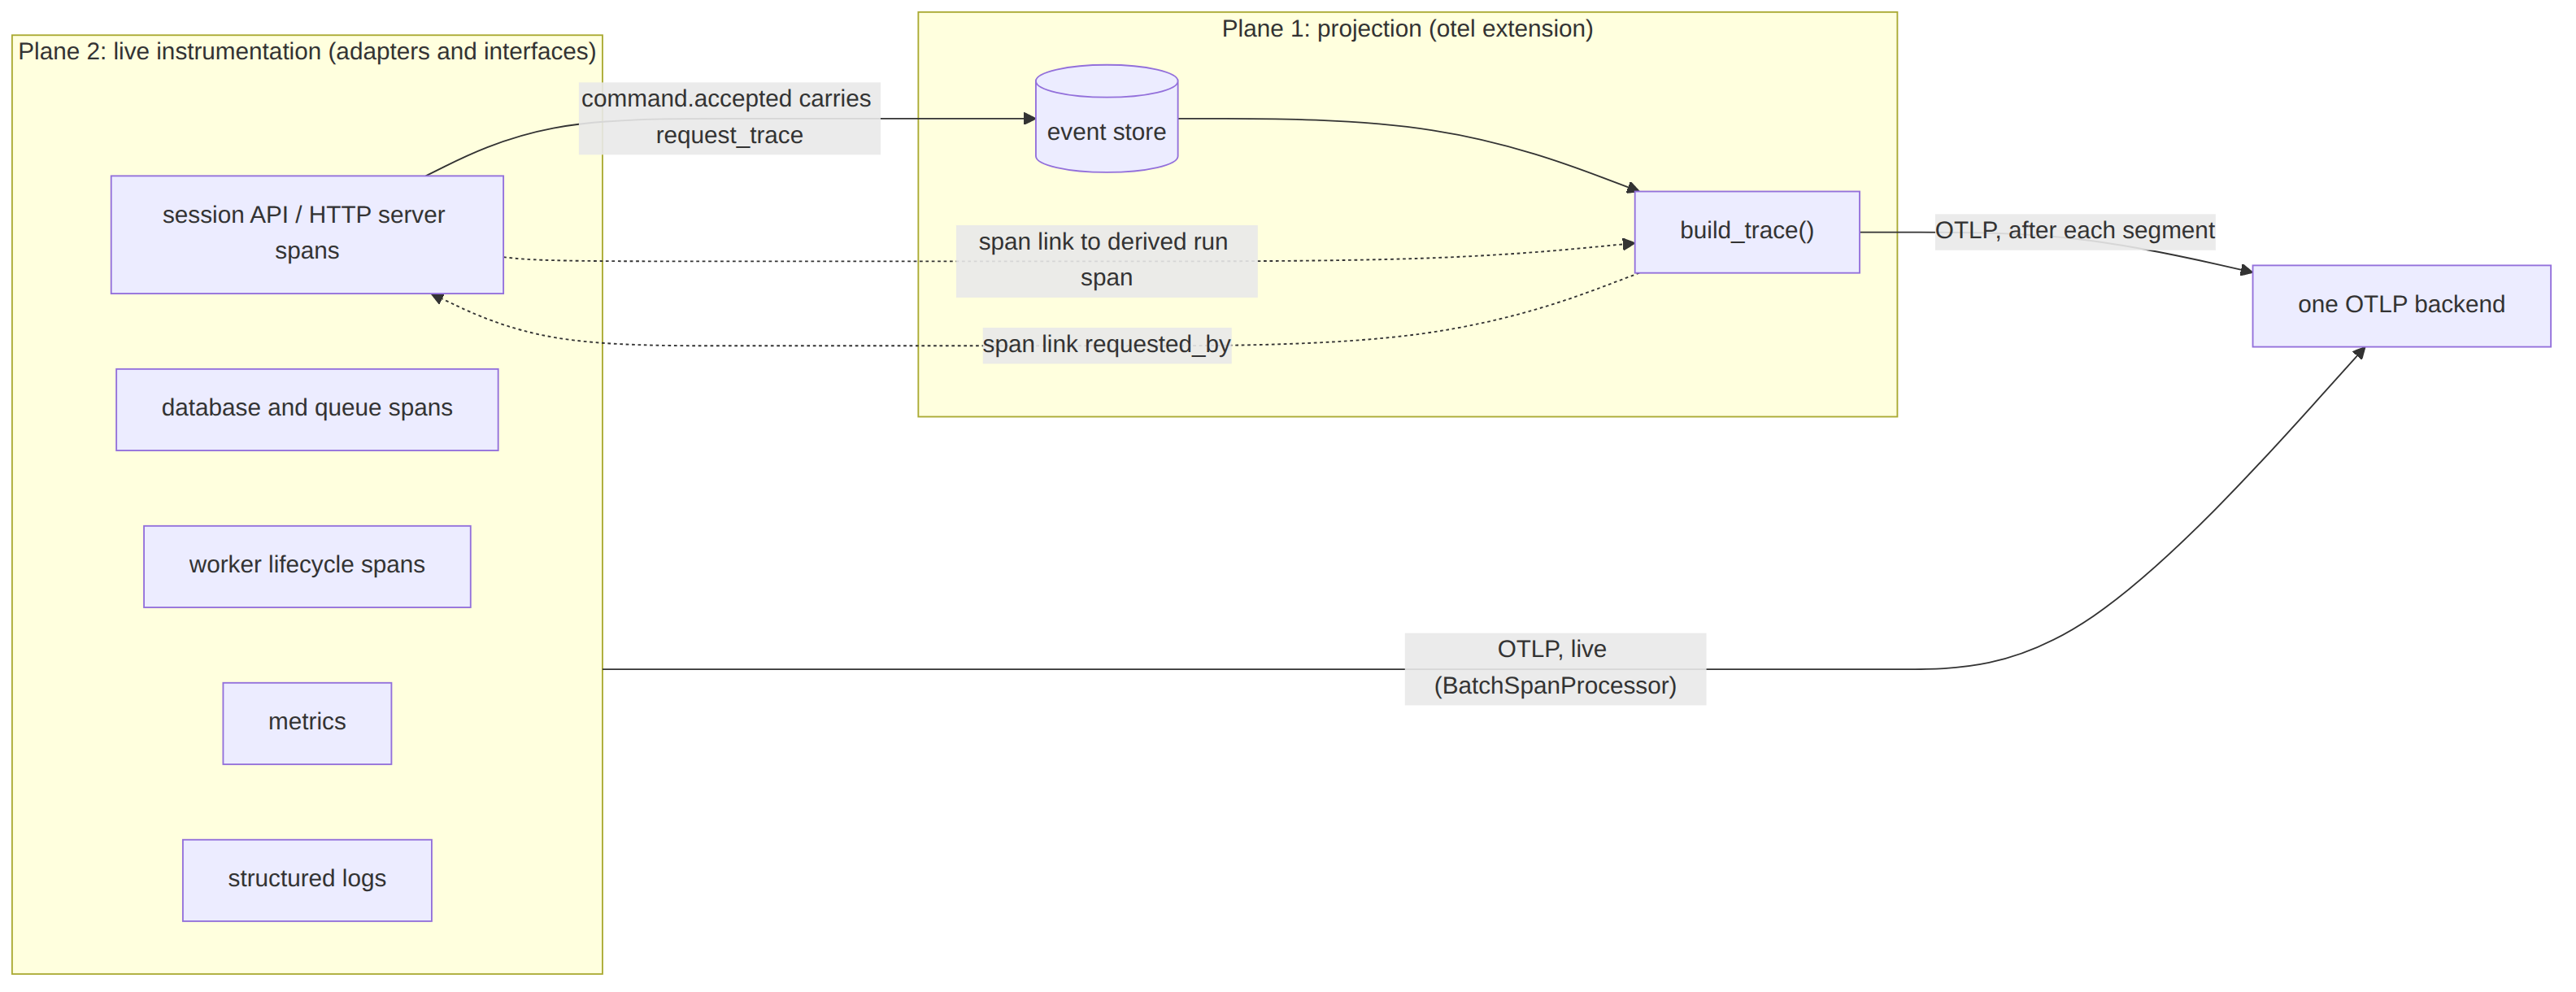 Plane 2: live instrumentation (adapters and interfaces)
session API / HTTP server
spans
database and queue spans
worker lifecycle spans
metrics
structured logs
command.accepted carries
request_trace
Plane 1: projection (otel extension)
event store
span link to derived run
span
span link requested_by
build_trace()
OTLP, after each segment
one OTLP backend
OTLP, live
(BatchSpanProcessor)